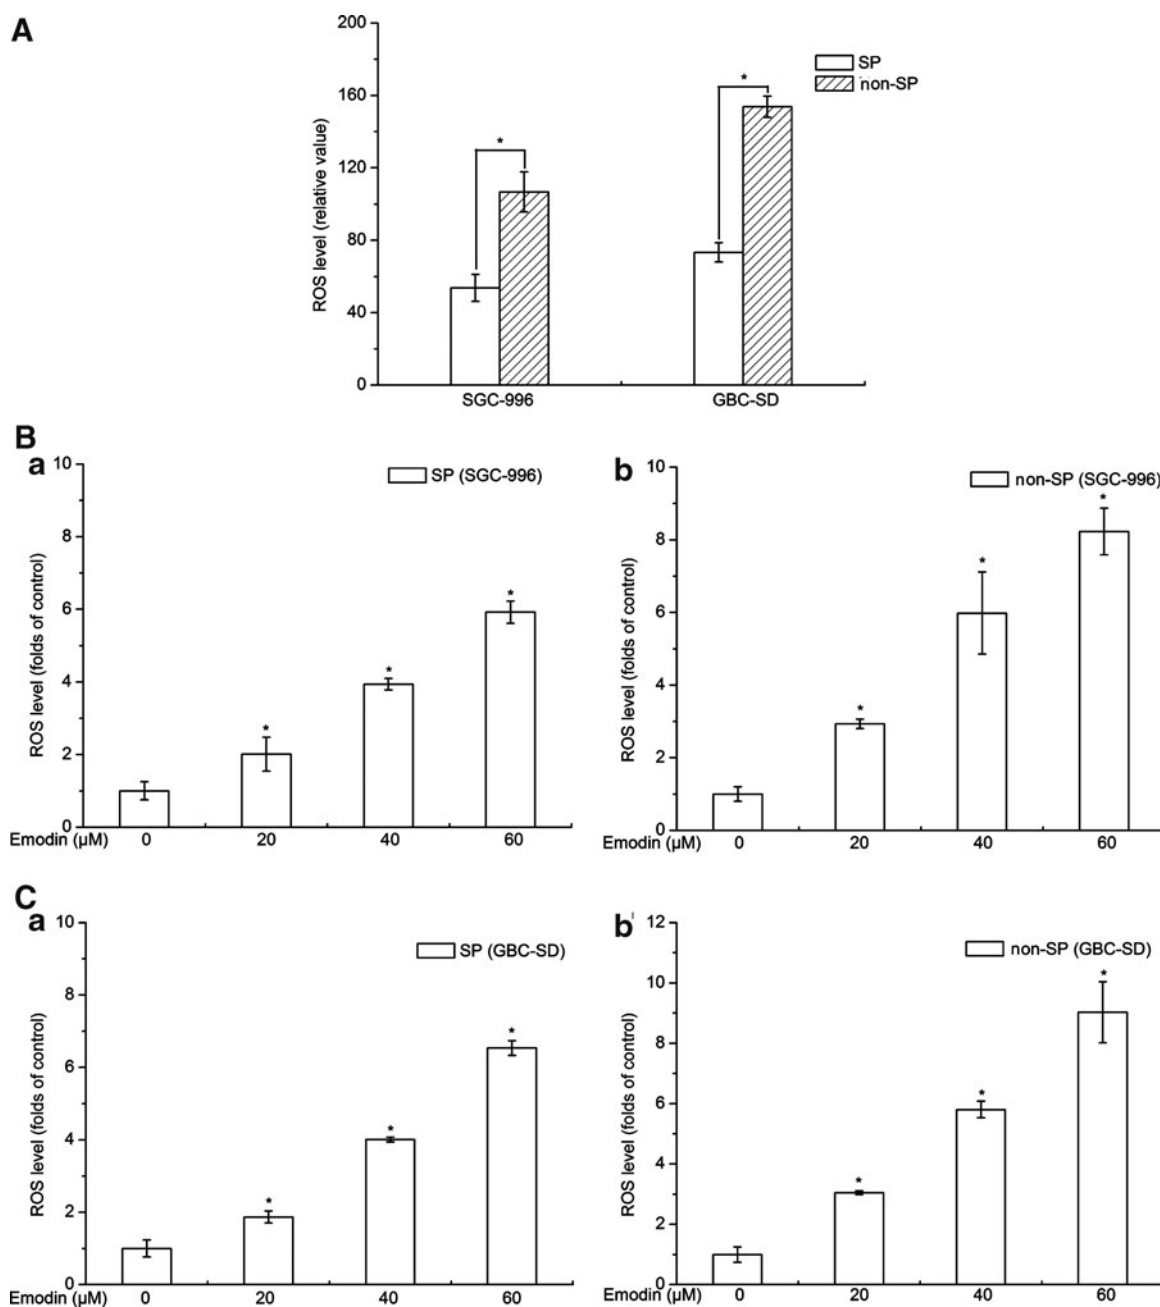 A
200
160
120
80
40
0
ROS level (relative value)
SP
non-SP
*
*
SGC-996
GBC-SD
B
a
10
8
6
4
2
0
ROS level (folds of control)
SP (SGC-996)
*
*
*
Emodin (µM) 0 20 40 60
b
10
8
6
4
2
0
ROS level (folds of control)
non-SP (SGC-996)
*
*
*
Emodin (µM) 0 20 40 60
C
a
10
8
6
4
2
0
ROS level (folds of control)
SP (GBC-SD)
*
*
*
Emodin (µM) 0 20 40 60
b
12
10
8
6
4
2
0
ROS level (folds of control)
non-SP (GBC-SD)
*
*
*
Emodin (µM) 0 20 40 60